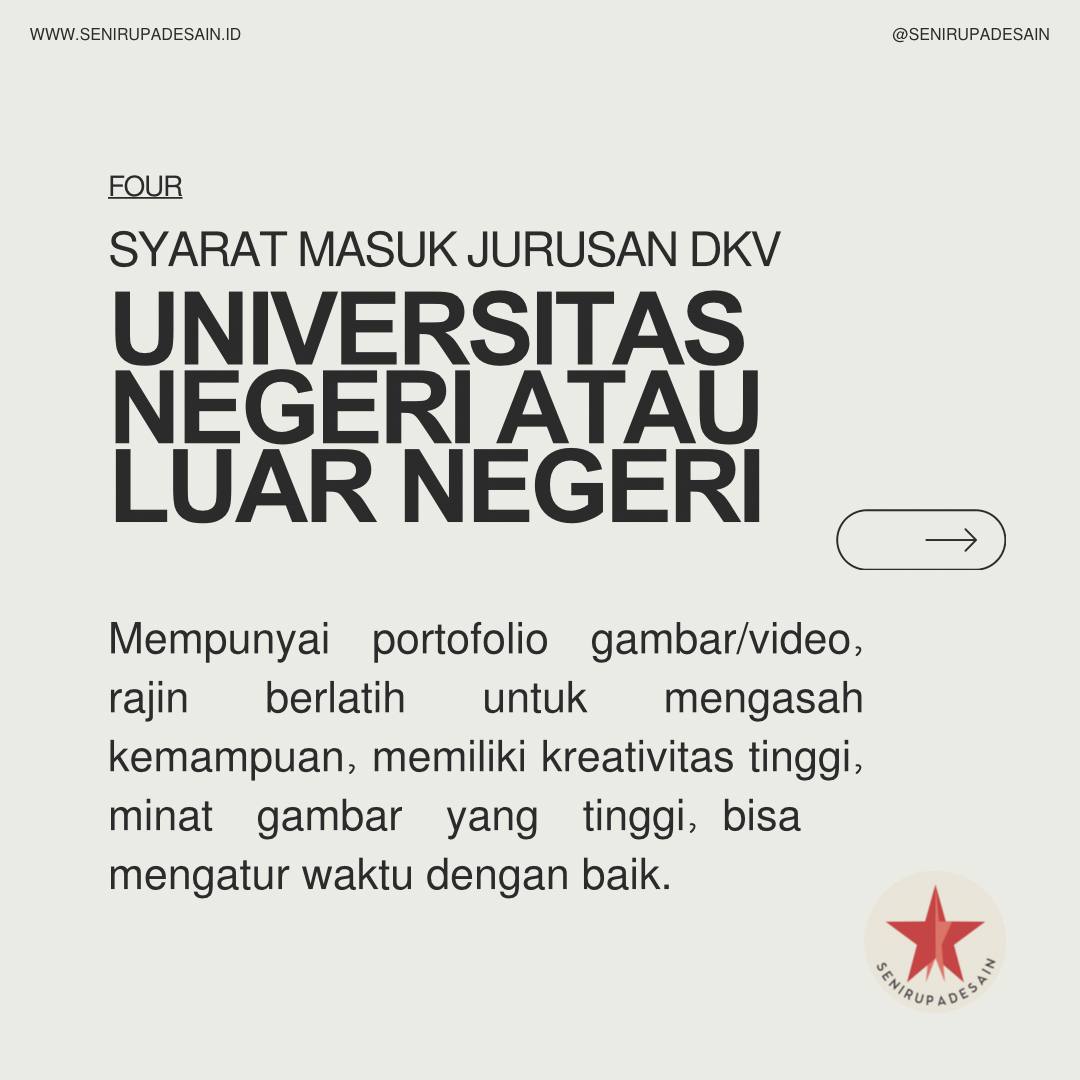 WWW.SENIRUPADESAIN.ID
@SENIRUPADESAIN
FOUR
SYARAT MASUK JURUSAN DKV
UNIVERSITAS
NEGERI ATAU
LUAR NEGERI
Mempunyai portofolio gambar/video,
rajin berlatih untuk mengasah
kemampuan, memiliki kreativitas tinggi,
minat gambar yang tinggi, bisa
mengatur waktu dengan baik.
SENIRUPADESAIN